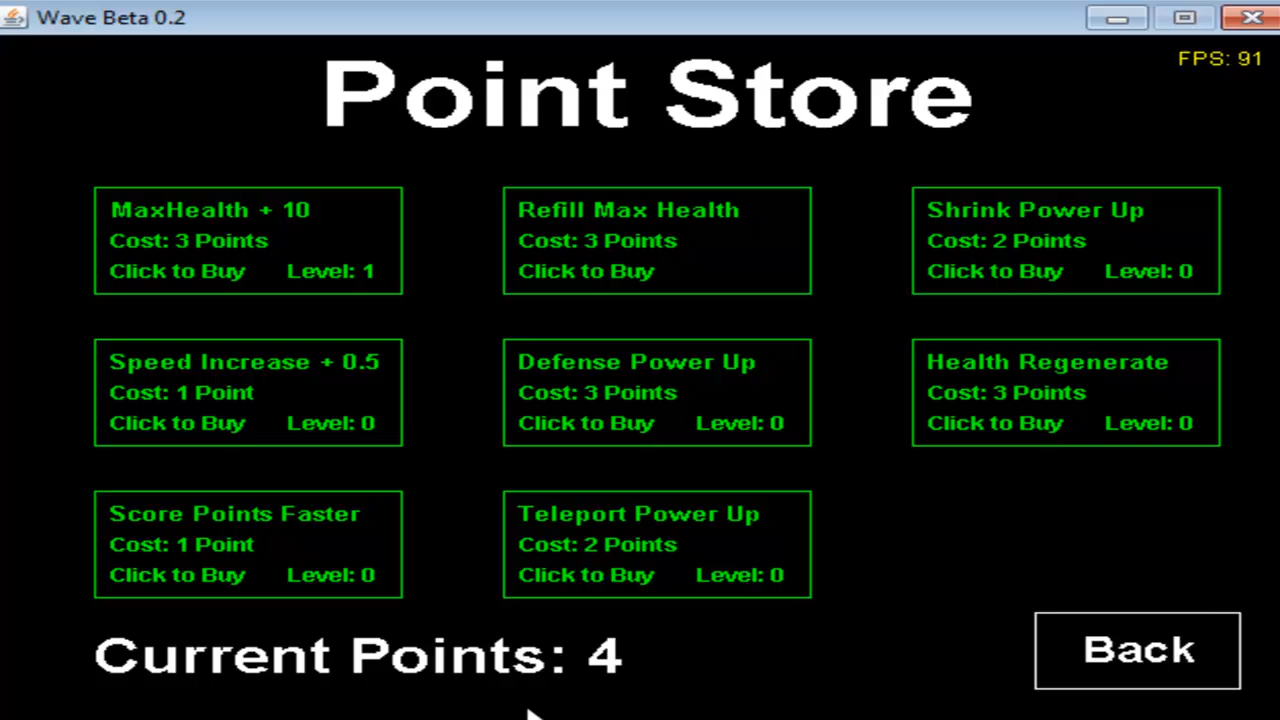 Wave Beta 0.2
FPS: 91
Point Store
MaxHealth + 10
Cost: 3 Points
Click to Buy Level: 1
Refill Max Health
Cost: 3 Points
Click to Buy
Shrink Power Up
Cost: 2 Points
Click to Buy Level: 0
Speed Increase + 0.5
Cost: 1 Point
Click to Buy Level: 0
Defense Power Up
Cost: 3 Points
Click to Buy Level: 0
Health Regenerate
Cost: 3 Points
Click to Buy Level: 0
Score Points Faster
Cost: 1 Point
Click to Buy Level: 0
Teleport Power Up
Cost: 2 Points
Click to Buy Level: 0
Current Points: 4
Back